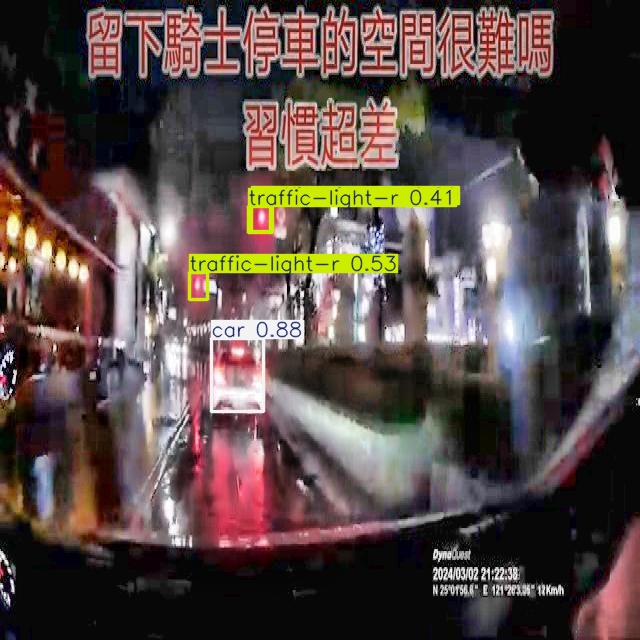 留下騎士停車的空間很難嗎
習慣超差
traffic-light-r 0.41
traffic-light-r 0.53
car 0.88
DynaQuest
2024/03/02 21:22:38